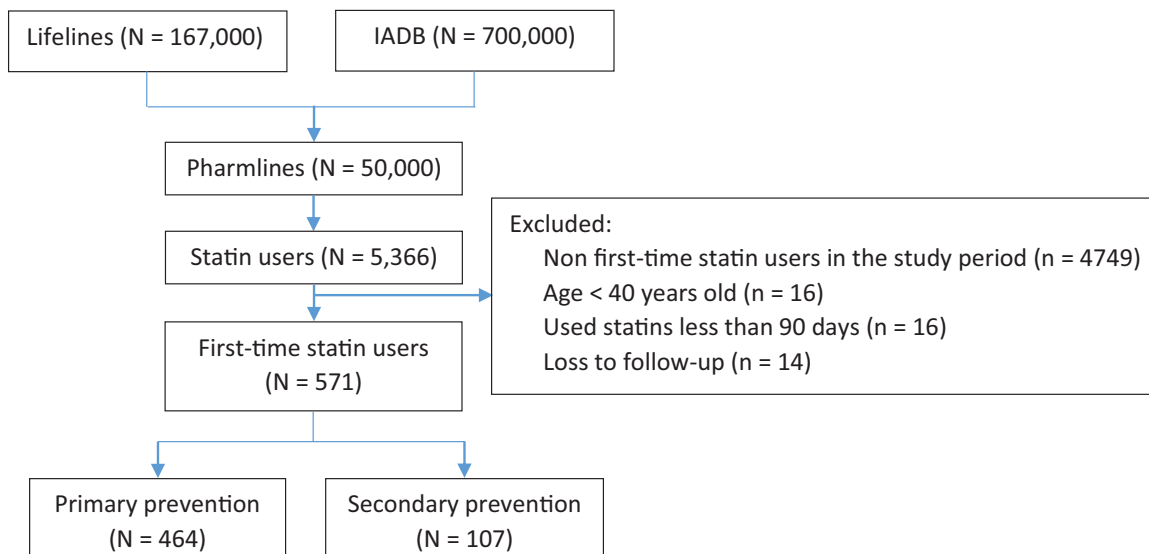 Lifelines (N = 167,000)
IADB (N = 700,000)
Pharmlines (N = 50,000)
Statin users (N = 5,366)
Excluded:
Non first-time statin users in the study period (n = 4749)
Age < 40 years old (n = 16)
Used statins less than 90 days (n = 16)
Loss to follow-up (n = 14)
First-time statin users
(N = 571)
Primary prevention
(N = 464)
Secondary prevention
(N = 107)